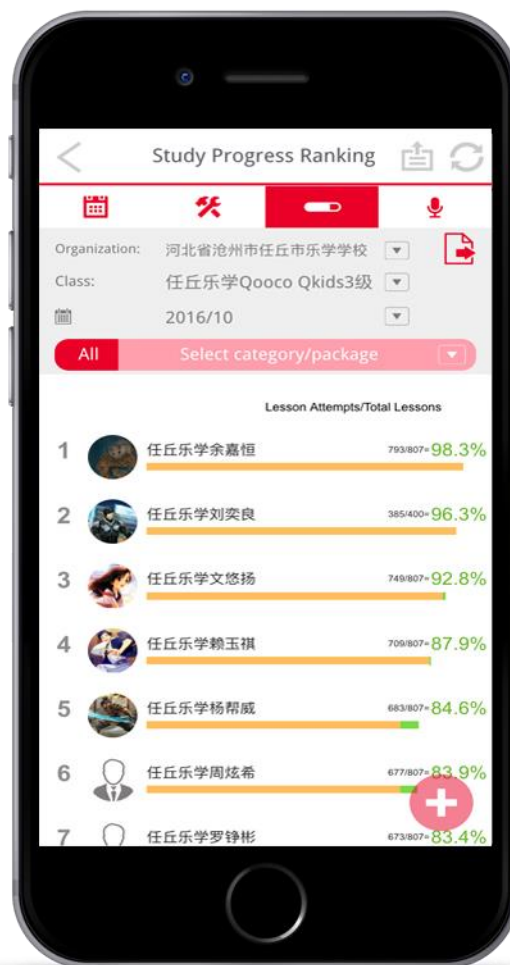 Study Progress Ranking
Organization: 河北省沧州市任丘市乐学学校
Class: 任丘乐学Qooco Qkids3级
2016/10
All Select category/package
Lesson Attempts/Total Lessons
1 任丘乐学余嘉恒 793/807=98.3%
2 任丘乐学刘奕良 385/400=96.3%
3 任丘乐学文悠扬 749/807=92.8%
4 任丘乐学赖玉祺 709/807=87.9%
5 任丘乐学杨帮威 683/807=84.6%
6 任丘乐学周炫希 677/807=83.9%
7 任丘乐学罗铮彬 673/807=83.4%